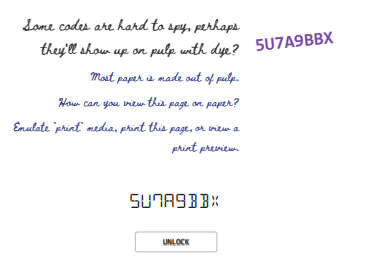 Some codes are hard to spy, perhaps
they'll show up on pulp with dye?
5U7A9BBX
Most paper is made out of pulp.
How can you view this page on paper?
Emulate `print` media, print this page, or view a
print preview.
5U7A9BBX
UNLOCK